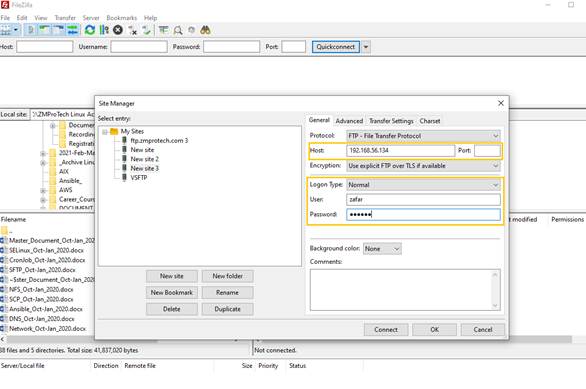 FileZilla
File Edit View Transfer Server Bookmarks Help
Host: Username: Password: Port: Quickconnect
Local site: \\ZMProTech Linux Ac
Site Manager
Select entry:
My Sites
ftp.zmprotech.com 3
New site
New site 2
New site 3
VSFTP
New site New folder
New Bookmark Rename
Delete Duplicate
General Advanced Transfer Settings Charset
Protocol: FTP - File Transfer Protocol
Host: 192.168.56.134 Port:
Encryption: Use explicit FTP over TLS if available
Logon Type: Normal
User: zafar
Password: ●●●●●●
Background color: None
Comments:
Connect OK Cancel
Documen
Recording
Registrati
2021-Feb-Ma
_Archive Linu
AIX
Ansible_
AWS
Career Coach
DOCUMENT
Filename
..
Master_Document_Oct-Jan_2020.docx
SELinux_Oct-Jan_2020.docx
CronJob_Oct-Jan_2020.docx
SFTP_Oct-Jan_2020.docx
~$ster_Document_Oct-Jan_2020.docx
NFS_Oct-Jan_2020.docx
SCP_Oct-Jan_2020.docx
Ansible_Oct-Jan_2020.docx
DNS_Oct-Jan_2020.docx
Network_Oct-Jan_2020.docx
t modified Permissions
38 files and 5 directories. Total size: 41,837,020 bytes
Not connected.
Server/Local file Direction Remote file Size Priority Status